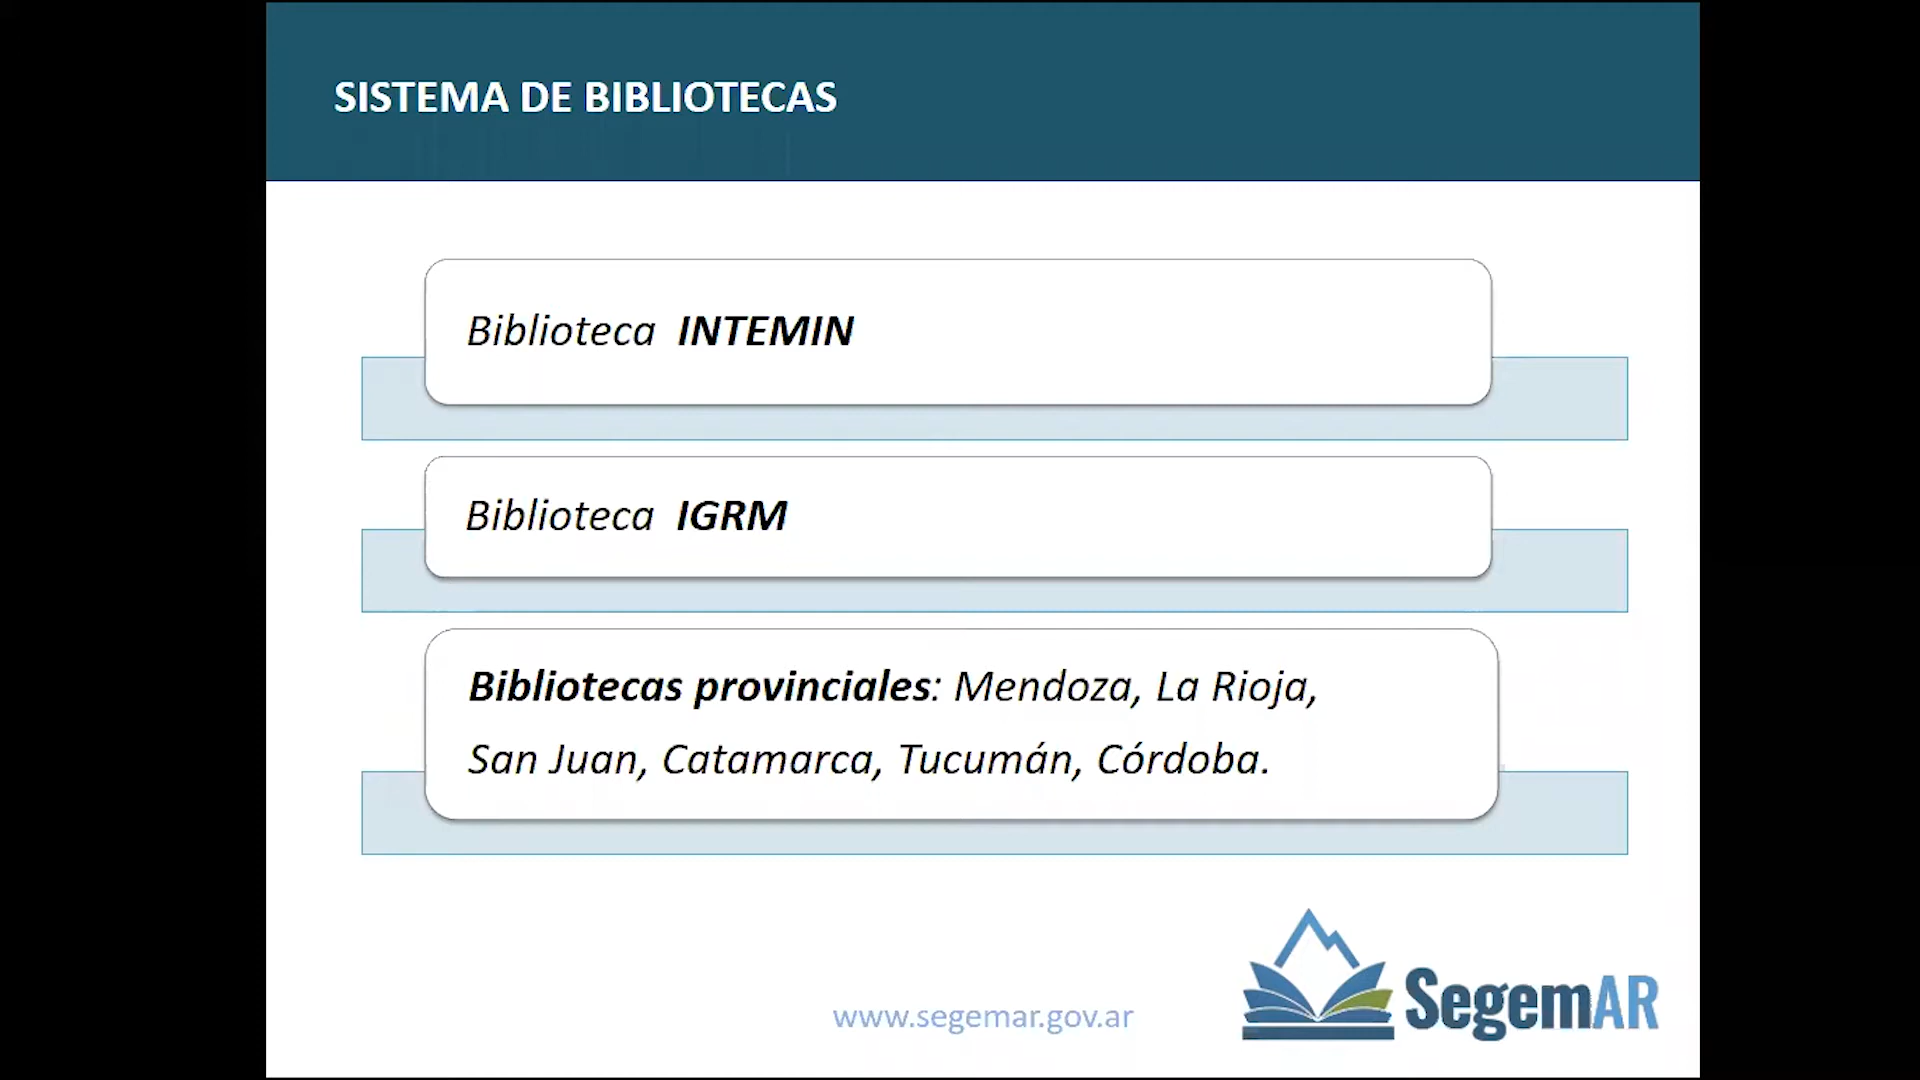 SISTEMA DE BIBLIOTECAS
Biblioteca INTEMIN
Biblioteca IGRM
Bibliotecas provinciales: Mendoza, La Rioja,
San Juan, Catamarca, Tucumán, Córdoba.
www.segemar.gov.ar
SegemAR